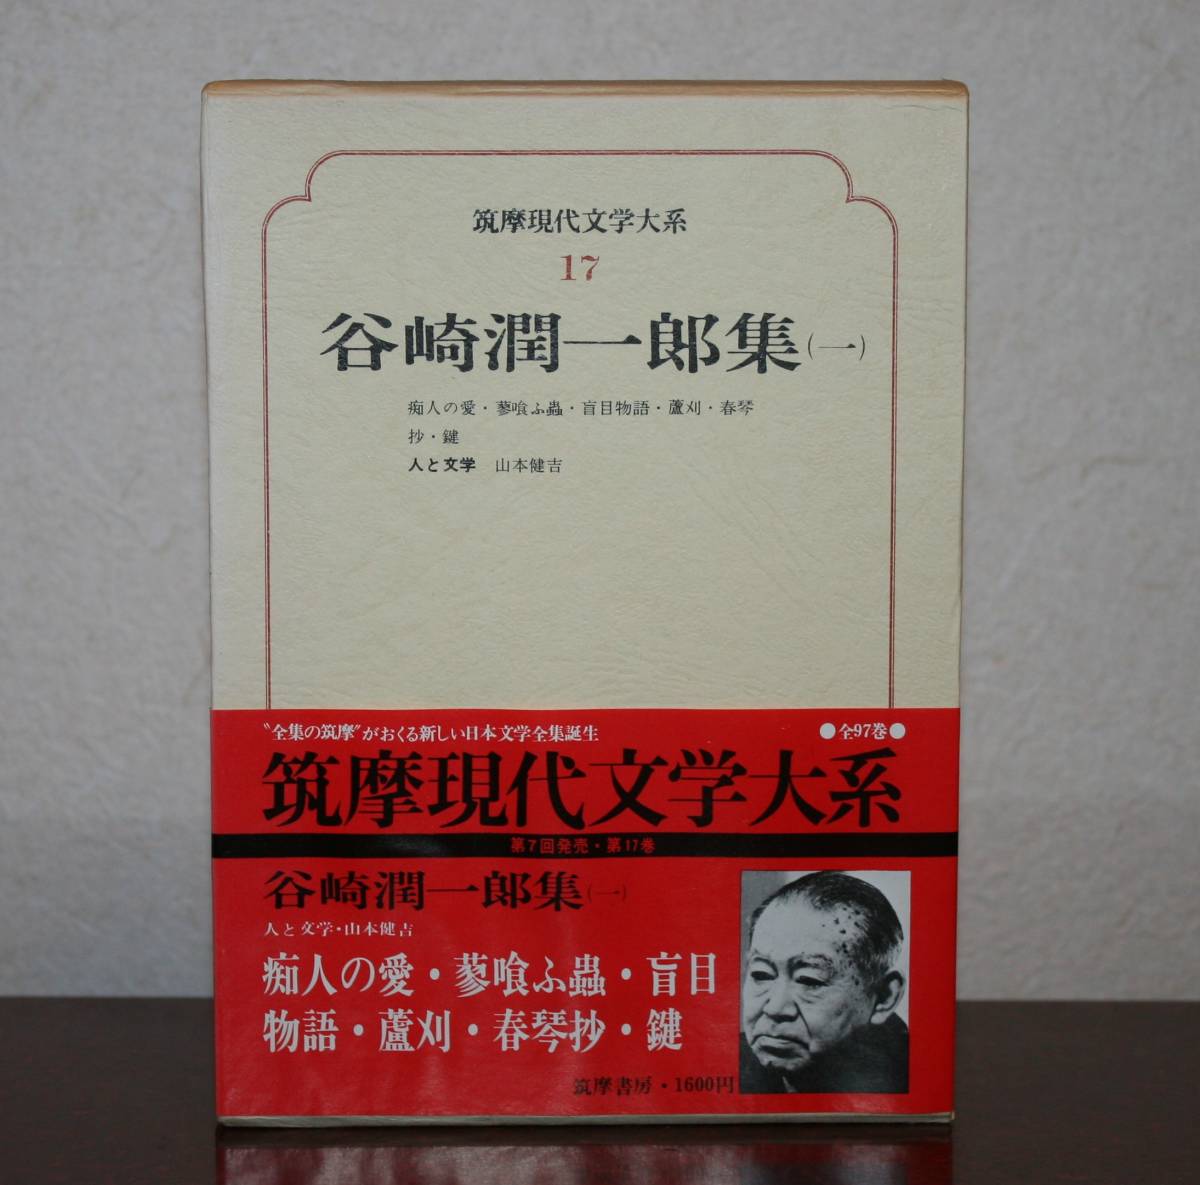 筑摩現代文学大系
17
谷崎潤一郎集(一)
痴人の愛・蓼喰ふ蟲・盲目物語・蘆刈・春琴
抄・鍵
人と文学 山本健吉
“全集の筑摩”がおくる新しい日本文学全集誕生
●全97巻●
筑摩現代文学大系
第7回発売・第17巻
谷崎潤一郎集(一)
人と文学・山本健吉
痴人の愛・蓼喰ふ蟲・盲目
物語・蘆刈・春琴抄・鍵
筑摩書房・1600円